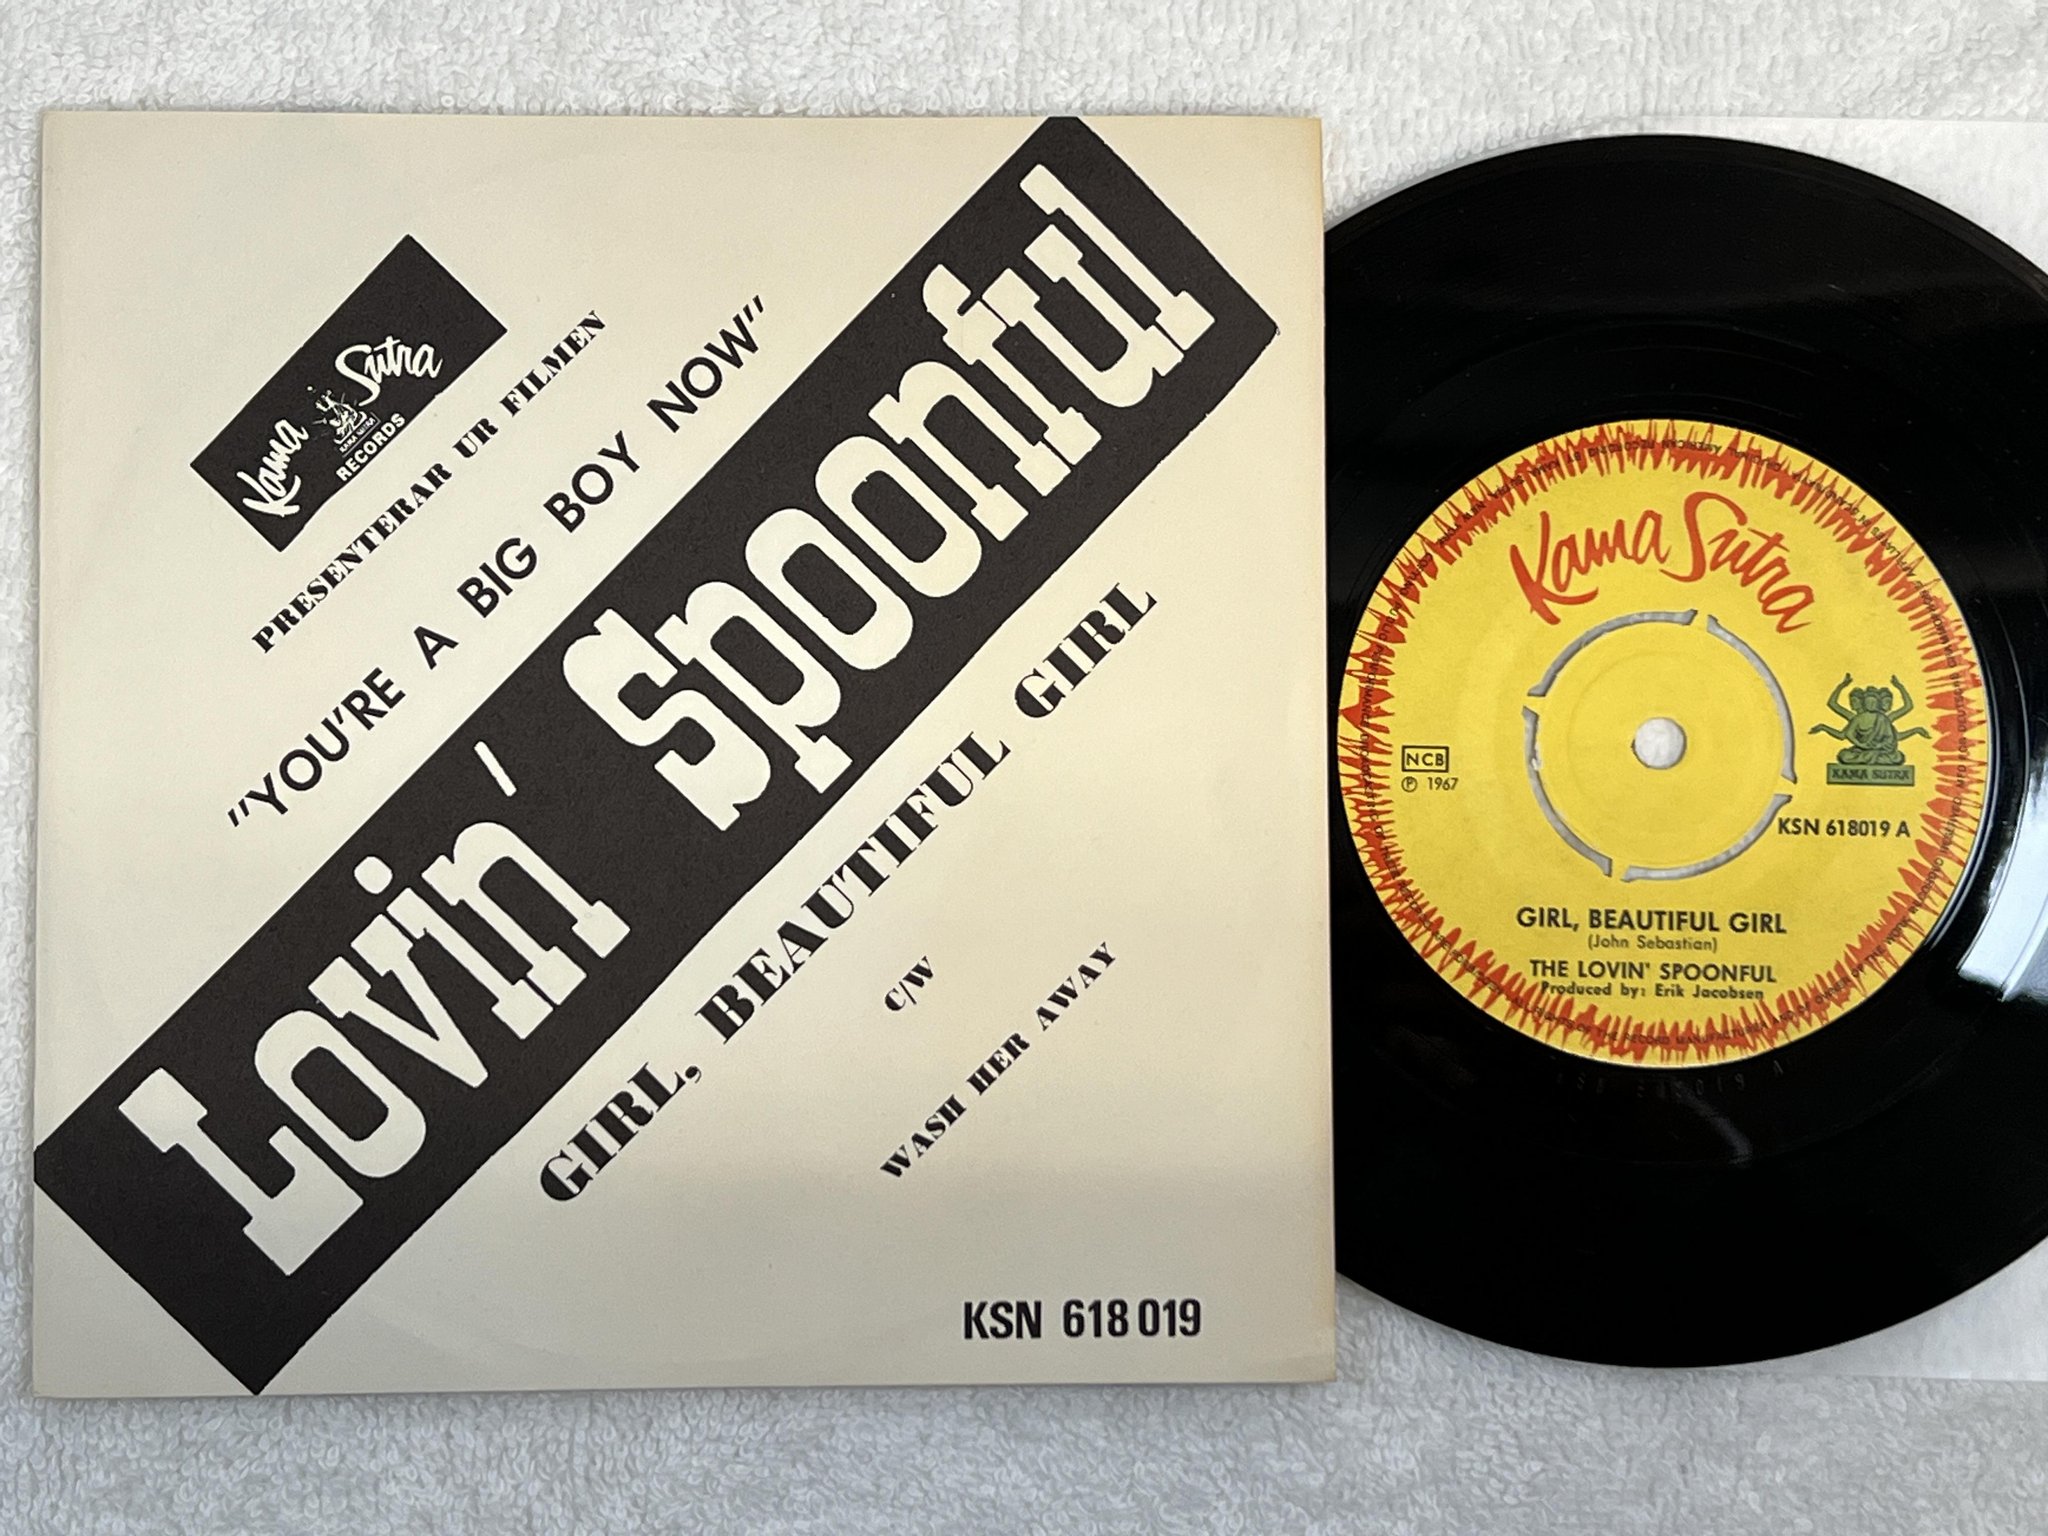 Kama Sutra
KAMA SUTRA
RECORDS
PRESENTERAR UR FILMEN
"YOU'RE A BIG BOY NOW"
Lovin' Spoonful
GIRL, BEAUTIFUL GIRL
C/W
WASH HER AWAY
KSN 618 019
Kama Sutra
KAMA SUTRA
NCB
℗ 1967
KSN 618019 A
GIRL, BEAUTIFUL GIRL
(John Sebastian)
THE LOVIN' SPOONFUL
Produced by: Erik Jacobsen